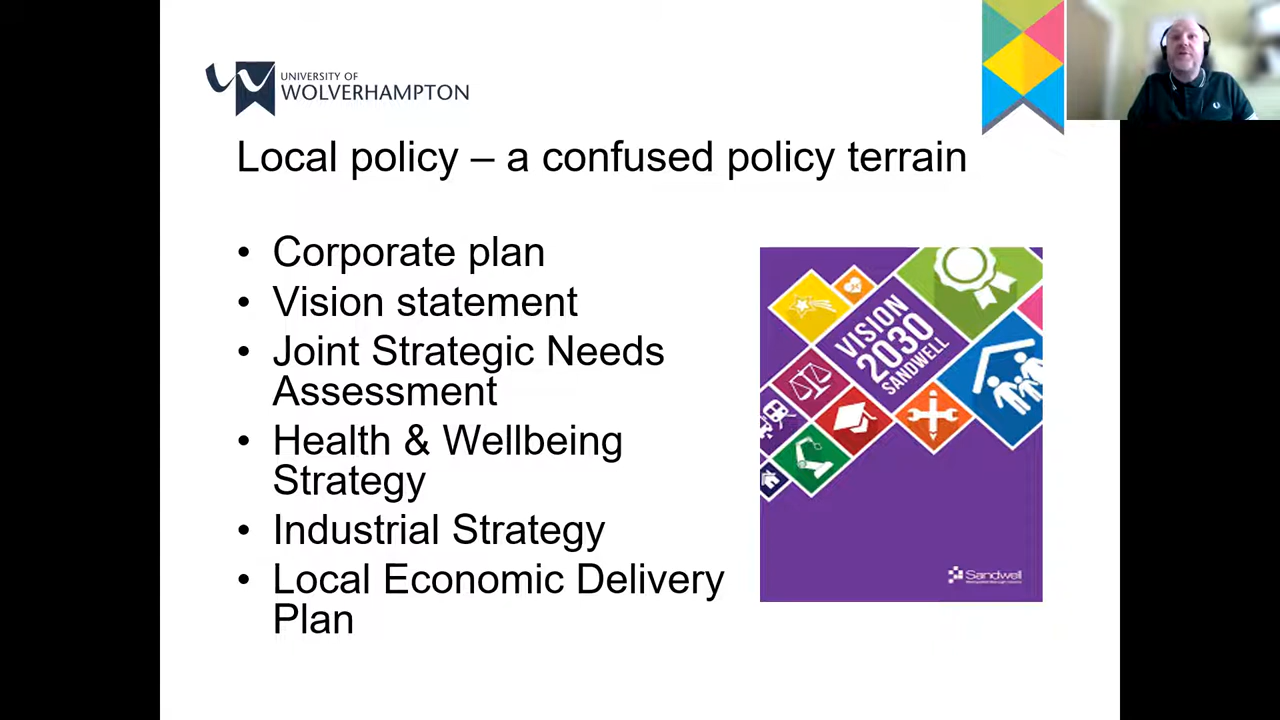 UNIVERSITY OF
WOLVERHAMPTON
Local policy – a confused policy terrain
• Corporate plan
• Vision statement
• Joint Strategic Needs
Assessment
• Health & Wellbeing
Strategy
• Industrial Strategy
• Local Economic Delivery
Plan
VISION
2030
SANDWELL
Sandwell